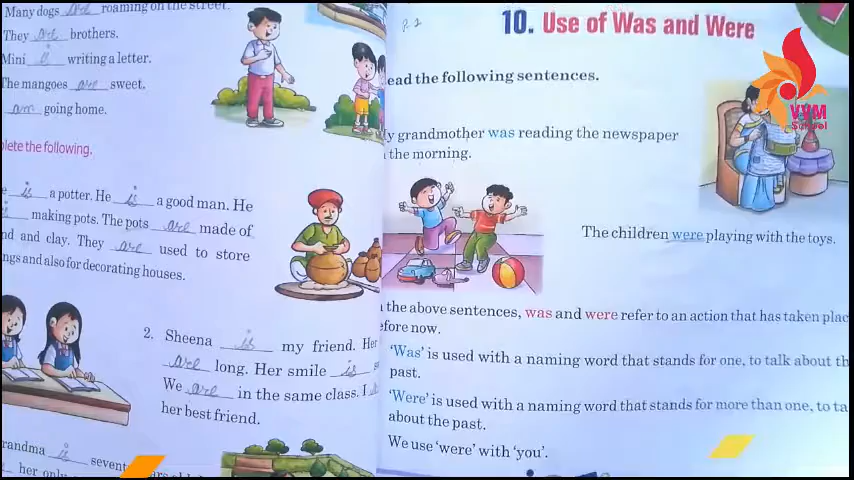 Many dogs are roaming on the street.
They are brothers.
Mini is writing a letter.
The mangoes are sweet.
am going home.
lete the following.
is a potter. He is a good man. He
is making pots. The pots are made of
nd and clay. They are used to store
ngs and also for decorating houses.
2. Sheena is my friend. Her
are long. Her smile is
We are in the same class. I
her best friend.
randma is sevent
her only
P. 2
10. Use of Was and Were
ead the following sentences.
y grandmother was reading the newspaper
the morning.
The children were playing with the toys.
the above sentences, was and were refer to an action that has taken plac
efore now.
'Was' is used with a naming word that stands for one, to talk about th
past.
'Were' is used with a naming word that stands for more than one, to ta
about the past.
We use 'were' with 'you'.
VVM
School